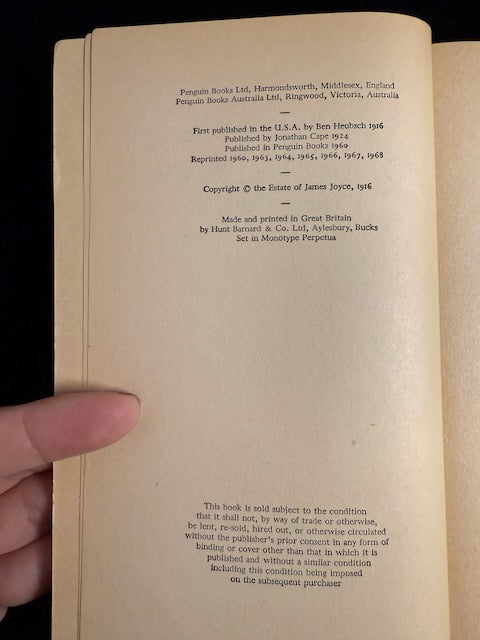 Penguin Books Ltd, Harmondsworth, Middlesex, England
Penguin Books Australia Ltd, Ringwood, Victoria, Australia
—
First published in the U.S.A. by Ben Heubsch 1916
Published by Jonathan Cape 1924
Published in Penguin Books 1960
Reprinted 1960, 1963, 1964, 1965, 1966, 1967, 1968
—
Copyright © the Estate of James Joyce, 1916
—
Made and printed in Great Britain
by Hunt Barnard & Co. Ltd, Aylesbury, Bucks
Set in Monotype Perpetua
This book is sold subject to the condition
that it shall not, by way of trade or otherwise,
be lent, re-sold, hired out, or otherwise circulated
without the publisher's prior consent in any form of
binding or cover other than that in which it is
published and without a similar condition
including this condition being imposed
on the subsequent purchaser